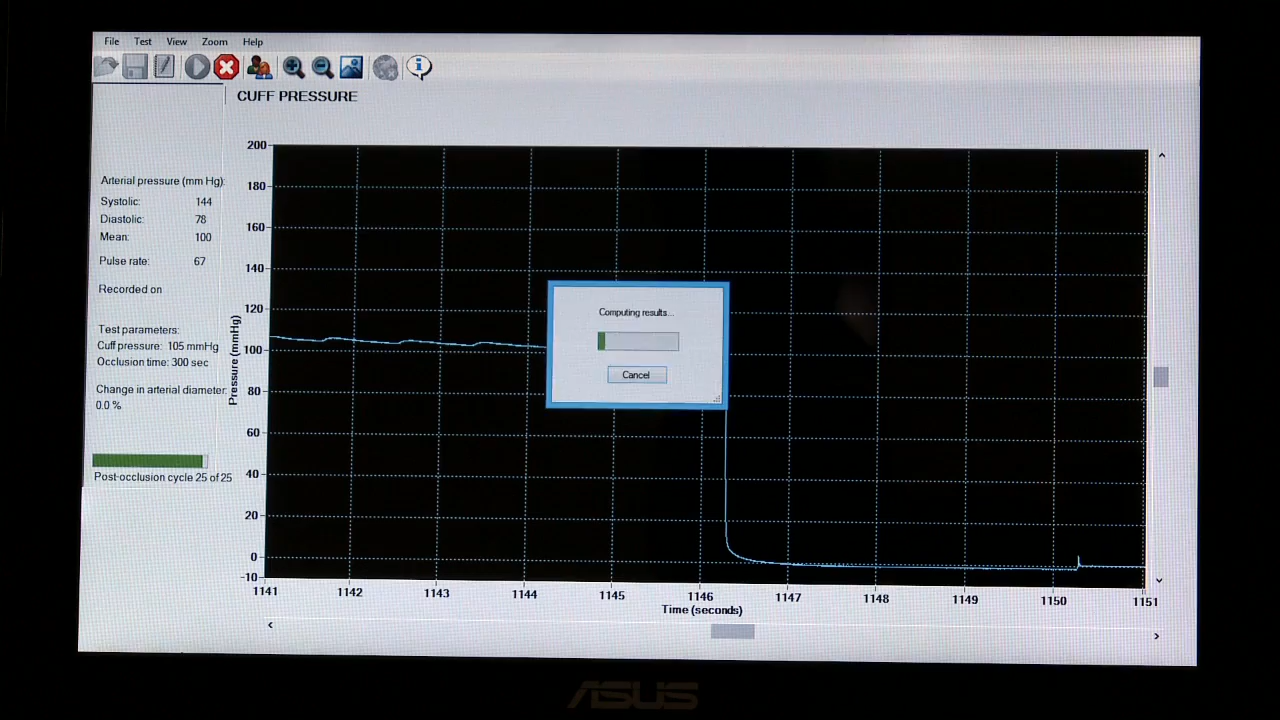 File Test View Zoom Help
CUFF PRESSURE
Arterial pressure (mm Hg):
Systolic: 144
Diastolic: 78
Mean: 100
Pulse rate: 67
Recorded on
Test parameters:
Cuff pressure: 105 mmHg
Occlusion time: 300 sec
Change in arterial diameter:
0.0 %
Post-occlusion cycle 25 of 25
Pressure (mmHg)
200
180
160
140
120
100
80
60
40
20
0
-10
Computing results...
Cancel
1141 1142 1143 1144 1145 1146 1147 1148 1149 1150 1151
Time (seconds)
ASUS